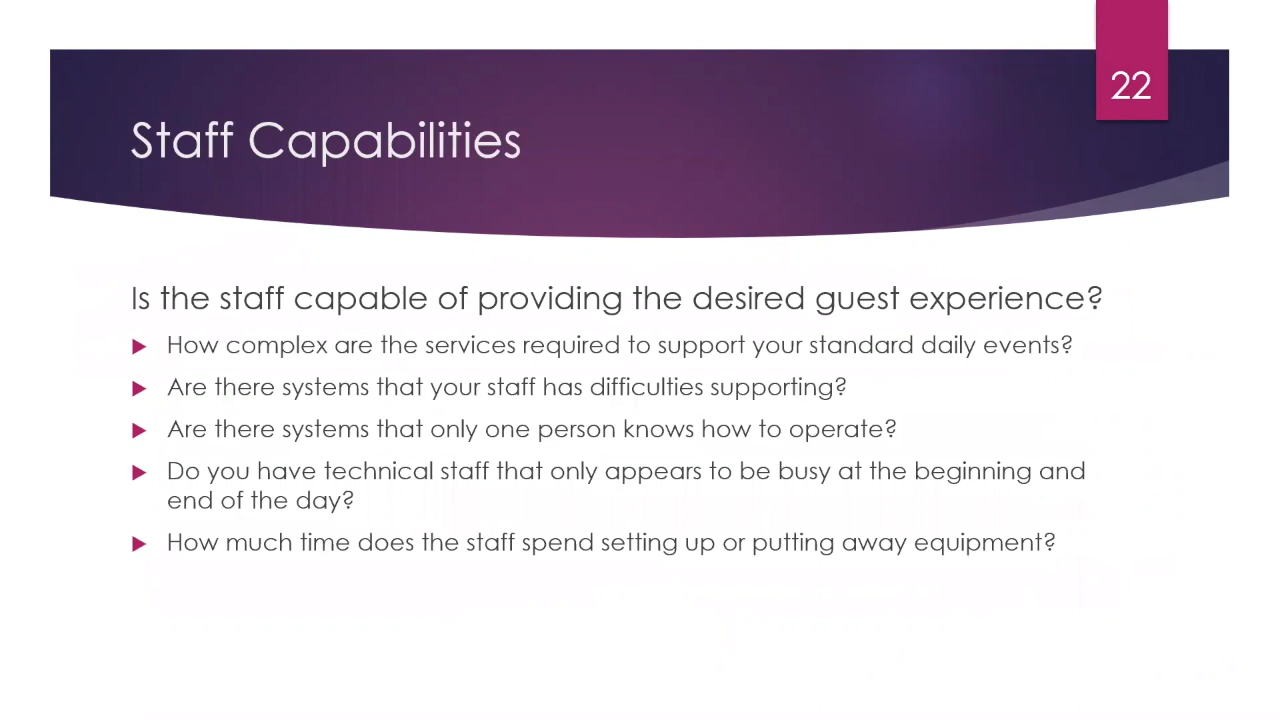 22
Staff Capabilities
Is the staff capable of providing the desired guest experience?
How complex are the services required to support your standard daily events?
Are there systems that your staff has difficulties supporting?
Are there systems that only one person knows how to operate?
Do you have technical staff that only appears to be busy at the beginning and
end of the day?
How much time does the staff spend setting up or putting away equipment?